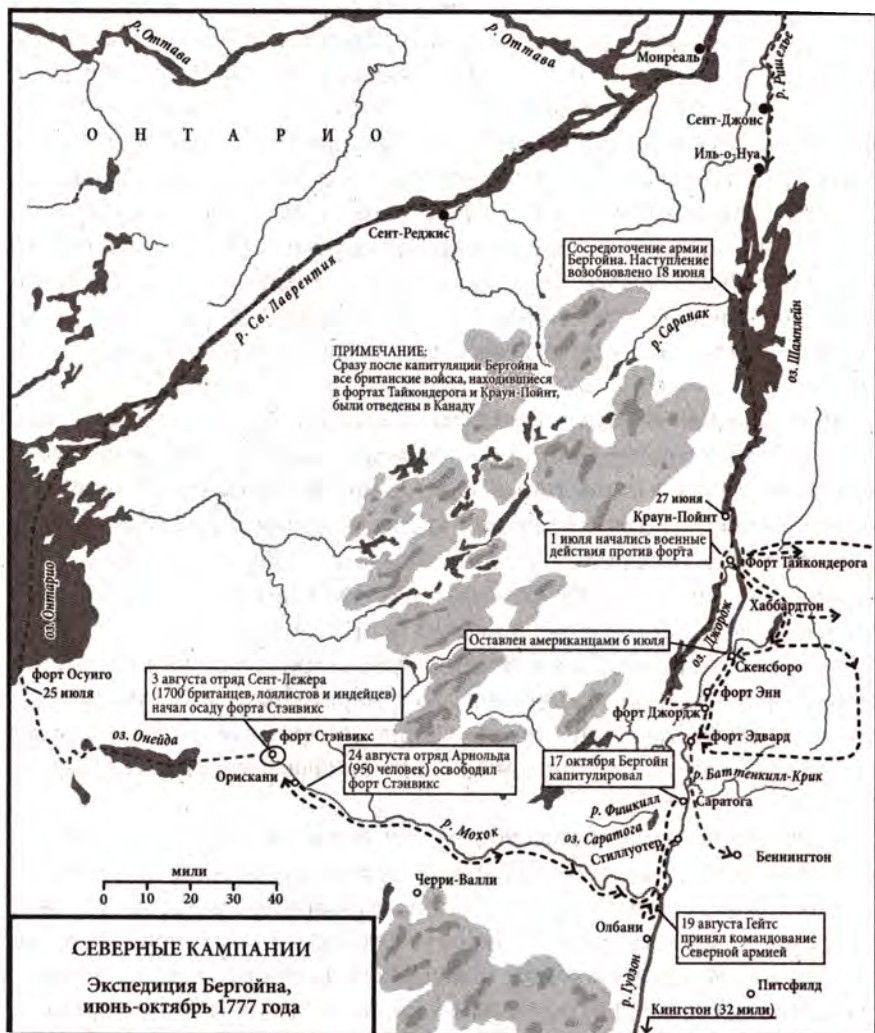 р. Оттава
р. Оттава
Монреаль
р. Ришелье
ОНТАРИО
Сент-Джонс
Иль-о-Нуа
Сент-Реджис
Сосредоточение армии
Бергойна. Наступление
возобновлено 18 июня
р. Св. Лаврентия
р. Саранак
оз. Шамплейн
ПРИМЕЧАНИЕ:
Сразу после капитуляции Бергойна
все британские войска, находившиеся
в фортах Тайкондерога и Краун-Пойнт,
были отведены в Канаду
27 июня
Краун-Пойнт
1 июля начались военные
действия против форта
форт Тайкондерога
оз. Онтарио
оз. Джордж
Хаббардтон
Оставлен американцами 6 июля
Скенсборо
форт Осуиго
25 июля
3 августа отряд Сент-Лежера
(1700 британцев, лоялистов и индейцев)
начал осаду форта Стэнвикс
форт Энн
форт Джордж
форт Эдвард
оз. Онейда
форт Стэнвикс
Орискани
24 августа отряд Арнольда
(950 человек) освободил
форт Стэнвикс
17 октября Бергойн
капитулировал
р. Баттенкилл-Крик
Саратога
р. Фишкилл
оз. Саратога
Стиллуотер
р. Мохок
Беннингтон
мили
0 10 20 30 40
Черри-Валли
Олбани
19 августа Гейтс
принял командование
Северной армией
р. Гудзон
Питсфилд
Кингстон (32 мили)
СЕВЕРНЫЕ КАМПАНИИ
Экспедиция Бергойна,
июнь-октябрь 1777 года